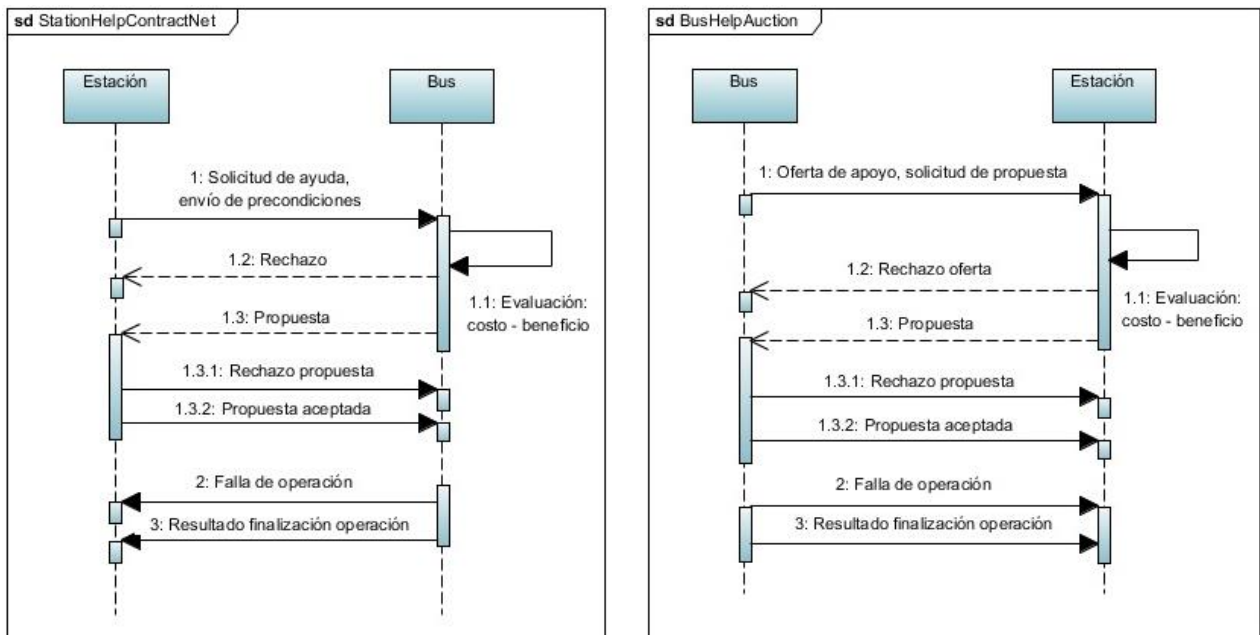 sd StationHelpContractNet
Estación
Bus
1: Solicitud de ayuda,
envío de precondiciones
1.2: Rechazo
1.1: Evaluación:
costo - beneficio
1.3: Propuesta
1.3.1: Rechazo propuesta
1.3.2: Propuesta aceptada
2: Falla de operación
3: Resultado finalización operación
sd BusHelpAuction
Bus
Estación
1: Oferta de apoyo, solicitud de propuesta
1.2: Rechazo oferta
1.1: Evaluación:
costo - beneficio
1.3: Propuesta
1.3.1: Rechazo propuesta
1.3.2: Propuesta aceptada
2: Falla de operación
3: Resultado finalización operación